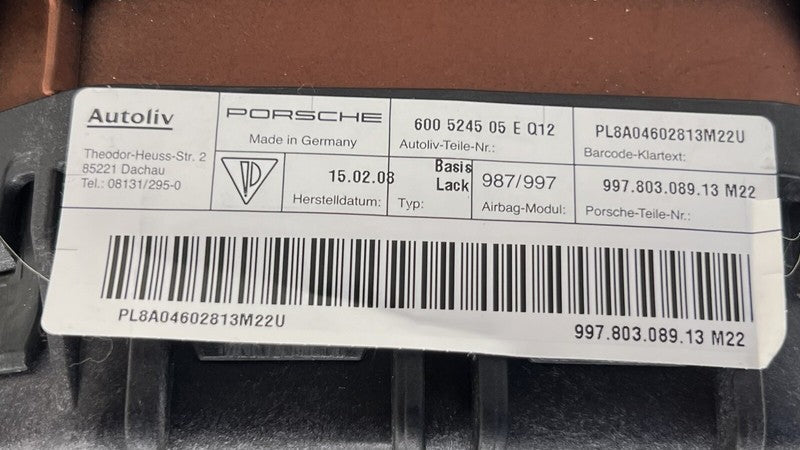 Autoliv
Theodor-Heuss-Str. 2
85221 Dachau
Tel.: 08131/295-0
PORSCHE
Made in Germany
600 5245 05 E Q12
Autoliv-Teile-Nr.:
PL8A04602813M22U
Barcode-Klartext:
15.02.08
Herstelldatum:
Basis
Lack
Typ:
987/997
Airbag-Modul:
997.803.089.13 M22
Porsche-Teile-Nr.:
PL8A04602813M22U
997.803.089.13 M22